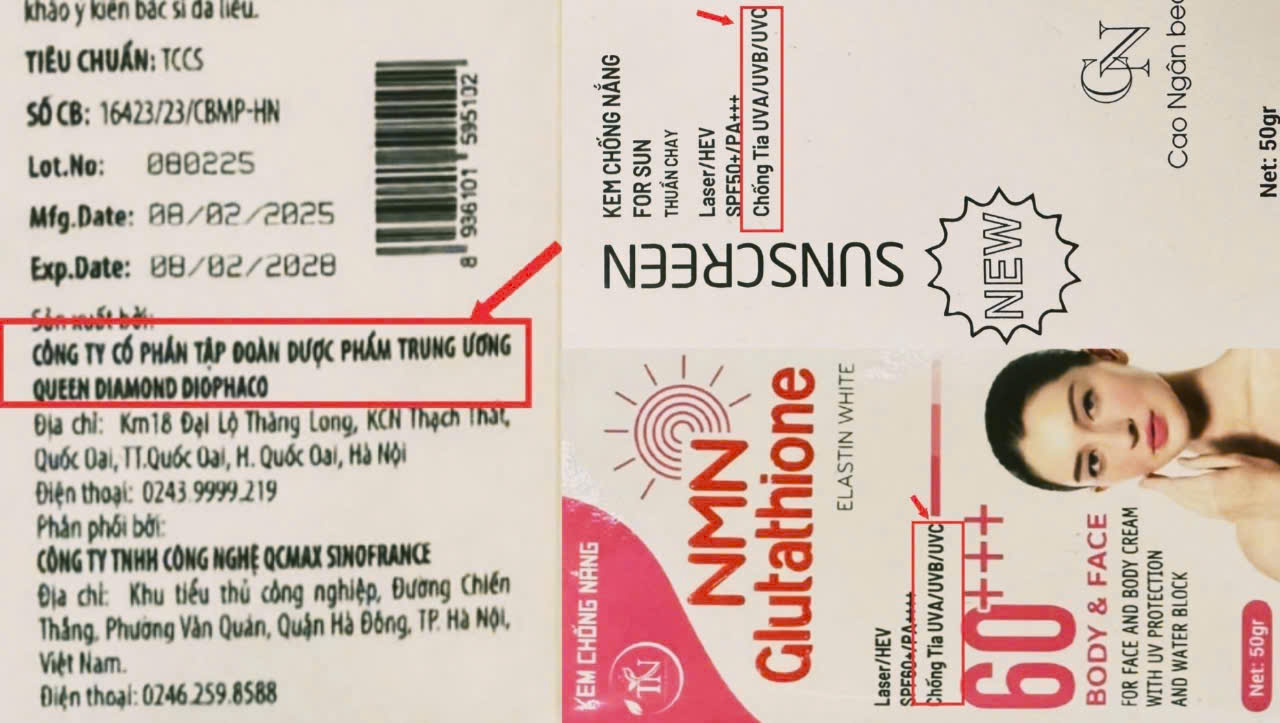 khảo ý kiến bác sĩ da liễu.
TIÊU CHUẨN: TCCS
SỐ CB: 16423/23/CBMP-HN
Lot.No: 080225
Mfg.Date: 08/02/2025
Exp.Date: 08/02/2028
8 936101 595102
Sản xuất bởi:
CÔNG TY CỔ PHẦN TẬP ĐOÀN DƯỢC PHẨM TRUNG ƯƠNG
QUEEN DIAMOND DIOPHACO
Địa chỉ: Km18 Đại Lộ Thăng Long, KCN Thạch Thất,
Quốc Oai, TT.Quốc Oai, H. Quốc Oai, Hà Nội
Điện thoại: 0243.9999.219
Phân phối bởi:
CÔNG TY TNHH CÔNG NGHỆ QCMAX SINOFRANCE
Địa chỉ: Khu tiểu thủ công nghiệp, Đường Chiến
Thắng, Phường Văn Quán, Quận Hà Đông, TP. Hà Nội,
Việt Nam.
Điện thoại: 0246.259.8588
KEM CHỐNG NẮNG
FOR SUN
THUẦN CHAY
Laser/HEV
SPF50+/PA+++
Chống Tia UVA/UVB/UVC
SUNSCREEN
NEW
CN
Cao Ngân
Net: 50gr
KEM CHỐNG NẮNG
TN
NMN
Glutathione
ELASTIN WHITE
Laser/HEV
SPF60+/PA++++
Chống Tia UVA/UVB/UVC
60+++
BODY & FACE
FOR FACE AND BODY CREAM
WITH UV PROTECTION
AND WATER BLOCK
Net: 50gr